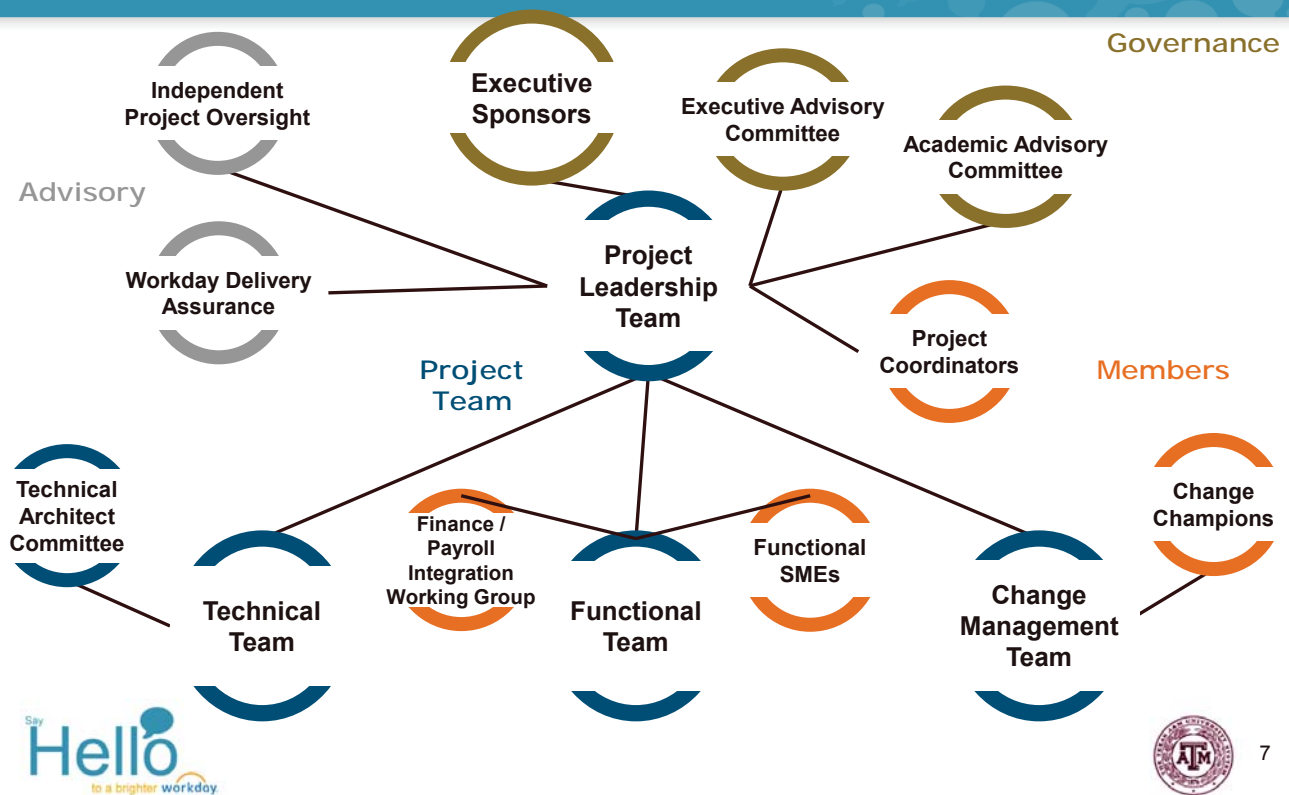 Governance
Independent
Project Oversight
Executive
Sponsors
Executive Advisory
Committee
Academic Advisory
Committee
Advisory
Workday Delivery
Assurance
Project
Leadership
Team
Project
Coordinators
Members
Project
Team
Technical
Architect
Committee
Technical
Team
Finance /
Payroll
Integration
Working Group
Functional
Team
Functional
SMEs
Change
Management
Team
Change
Champions
Say
Hello
to a brighter workday.
ATM
7